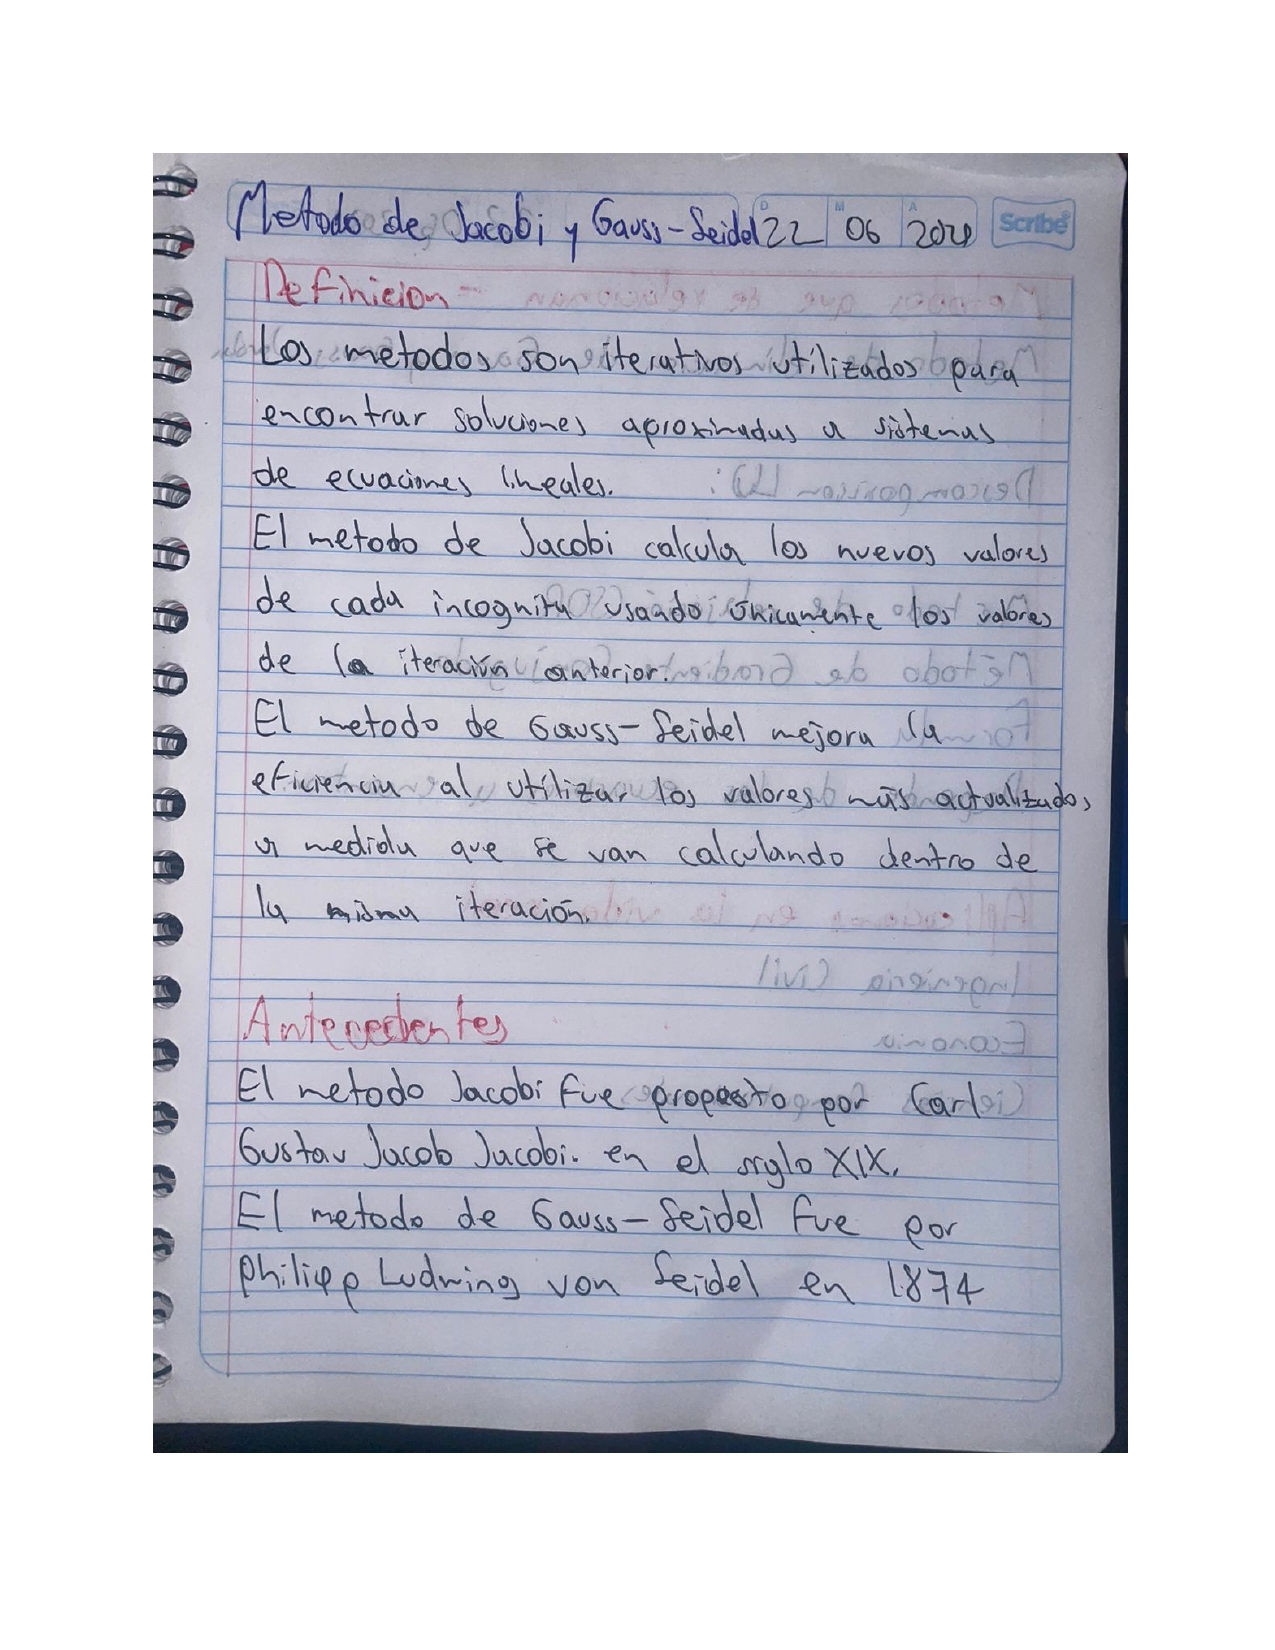 Metodo de Jacobi y Gauss-Seidel 22 06 Scribe
Definicion
Los metodos son iterativos utilizados para
encontrar soluciones aproximadas a sistemas
de ecuaciones lineales.
El metodo de Jacobi calcula los nuevos valores
de cada incognita usando únicamente los valores
de la iteración anterior.
El metodo de Gauss-Seidel mejora la
eficiencia al utilizar los valores más actualizados
a medida que se van calculando dentro de
la misma iteración.
Antecedentes
El metodo Jacobi fue propuesto por Carl
Gustav Jacob Jacobi. en el siglo XIX.
El metodo de Gauss-Seidel fue por
Philipp Ludwing von Seidel en 1874